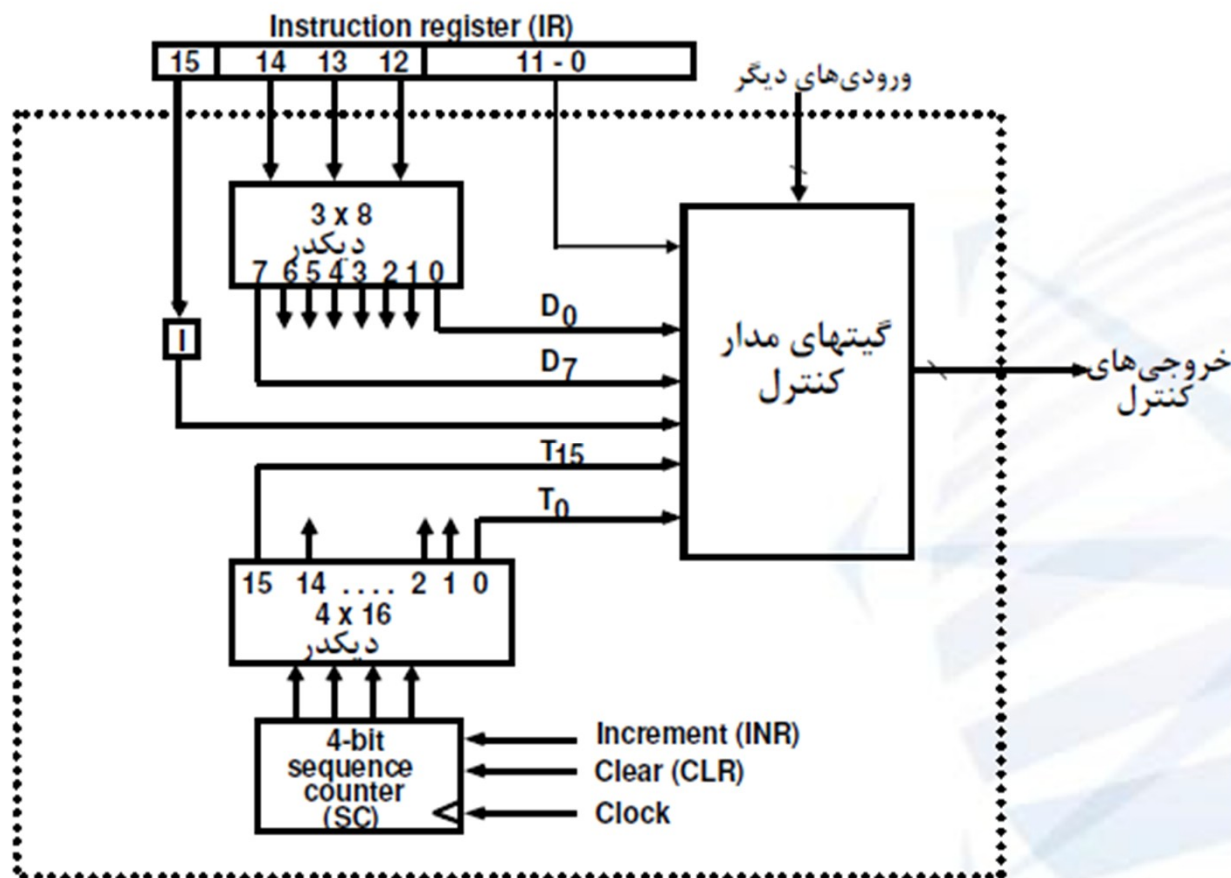 Instruction register (IR)
15 14 13 12 11 - 0
ورودی‌های دیگر
3 x 8
دیکدر
7 6 5 4 3 2 1 0
D0
I
D7
گیتهای مدار
کنترل
خروجی‌های
کنترل
T15
T0
15 14 .... 2 1 0
4 x 16
دیکدر
4-bit
sequence
counter
(SC)
Increment (INR)
Clear (CLR)
Clock